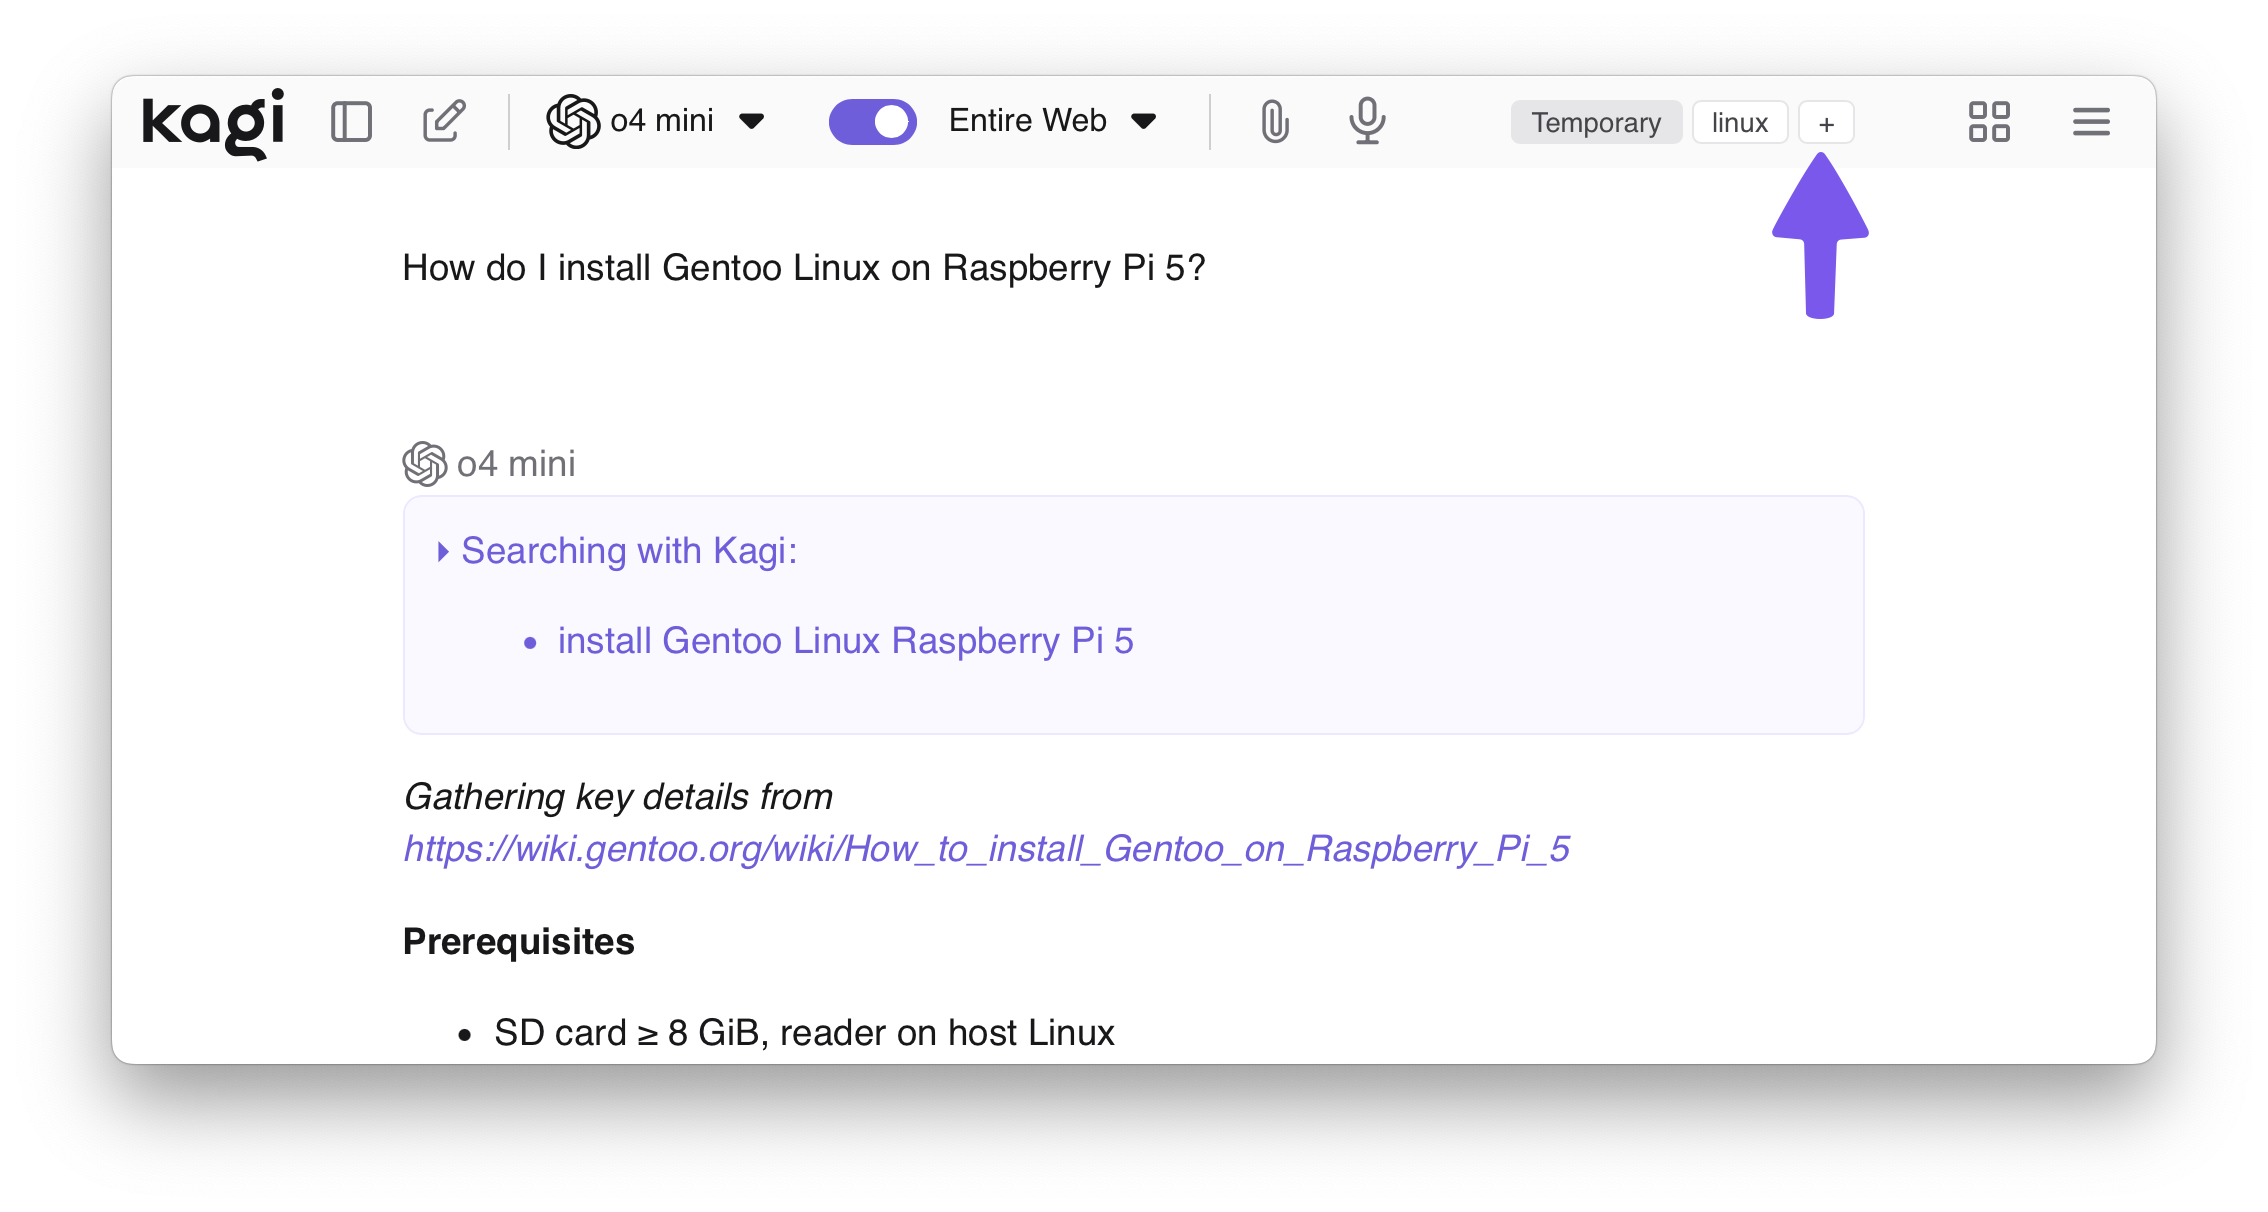 kagi o4 mini Entire Web Temporary linux +
How do I install Gentoo Linux on Raspberry Pi 5?
o4 mini
Searching with Kagi:
• install Gentoo Linux Raspberry Pi 5
Gathering key details from
https://wiki.gentoo.org/wiki/How_to_install_Gentoo_on_Raspberry_Pi_5
Prerequisites
• SD card ≥ 8 GiB, reader on host Linux